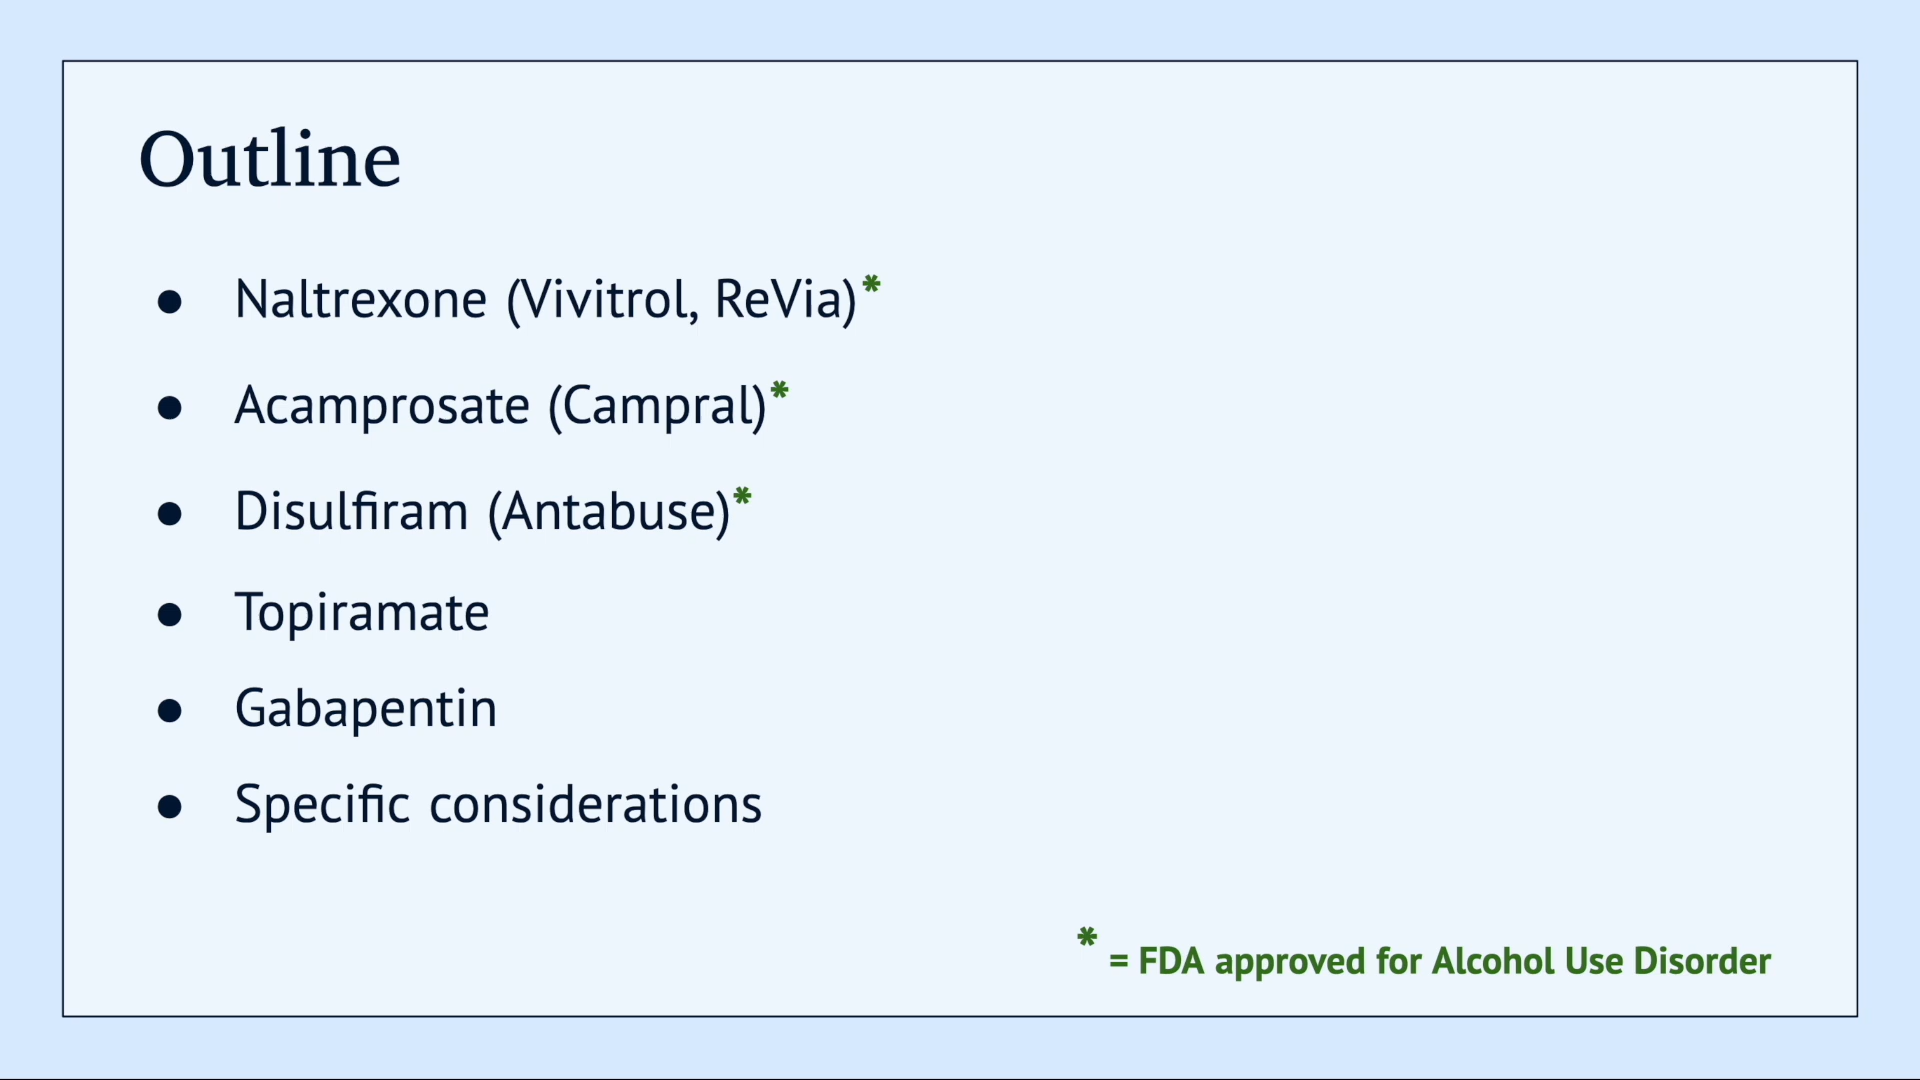 Outline
● Naltrexone (Vivitrol, ReVia)*
● Acamprosate (Campral)*
● Disulfiram (Antabuse)*
● Topiramate
● Gabapentin
● Specific considerations
* = FDA approved for Alcohol Use Disorder